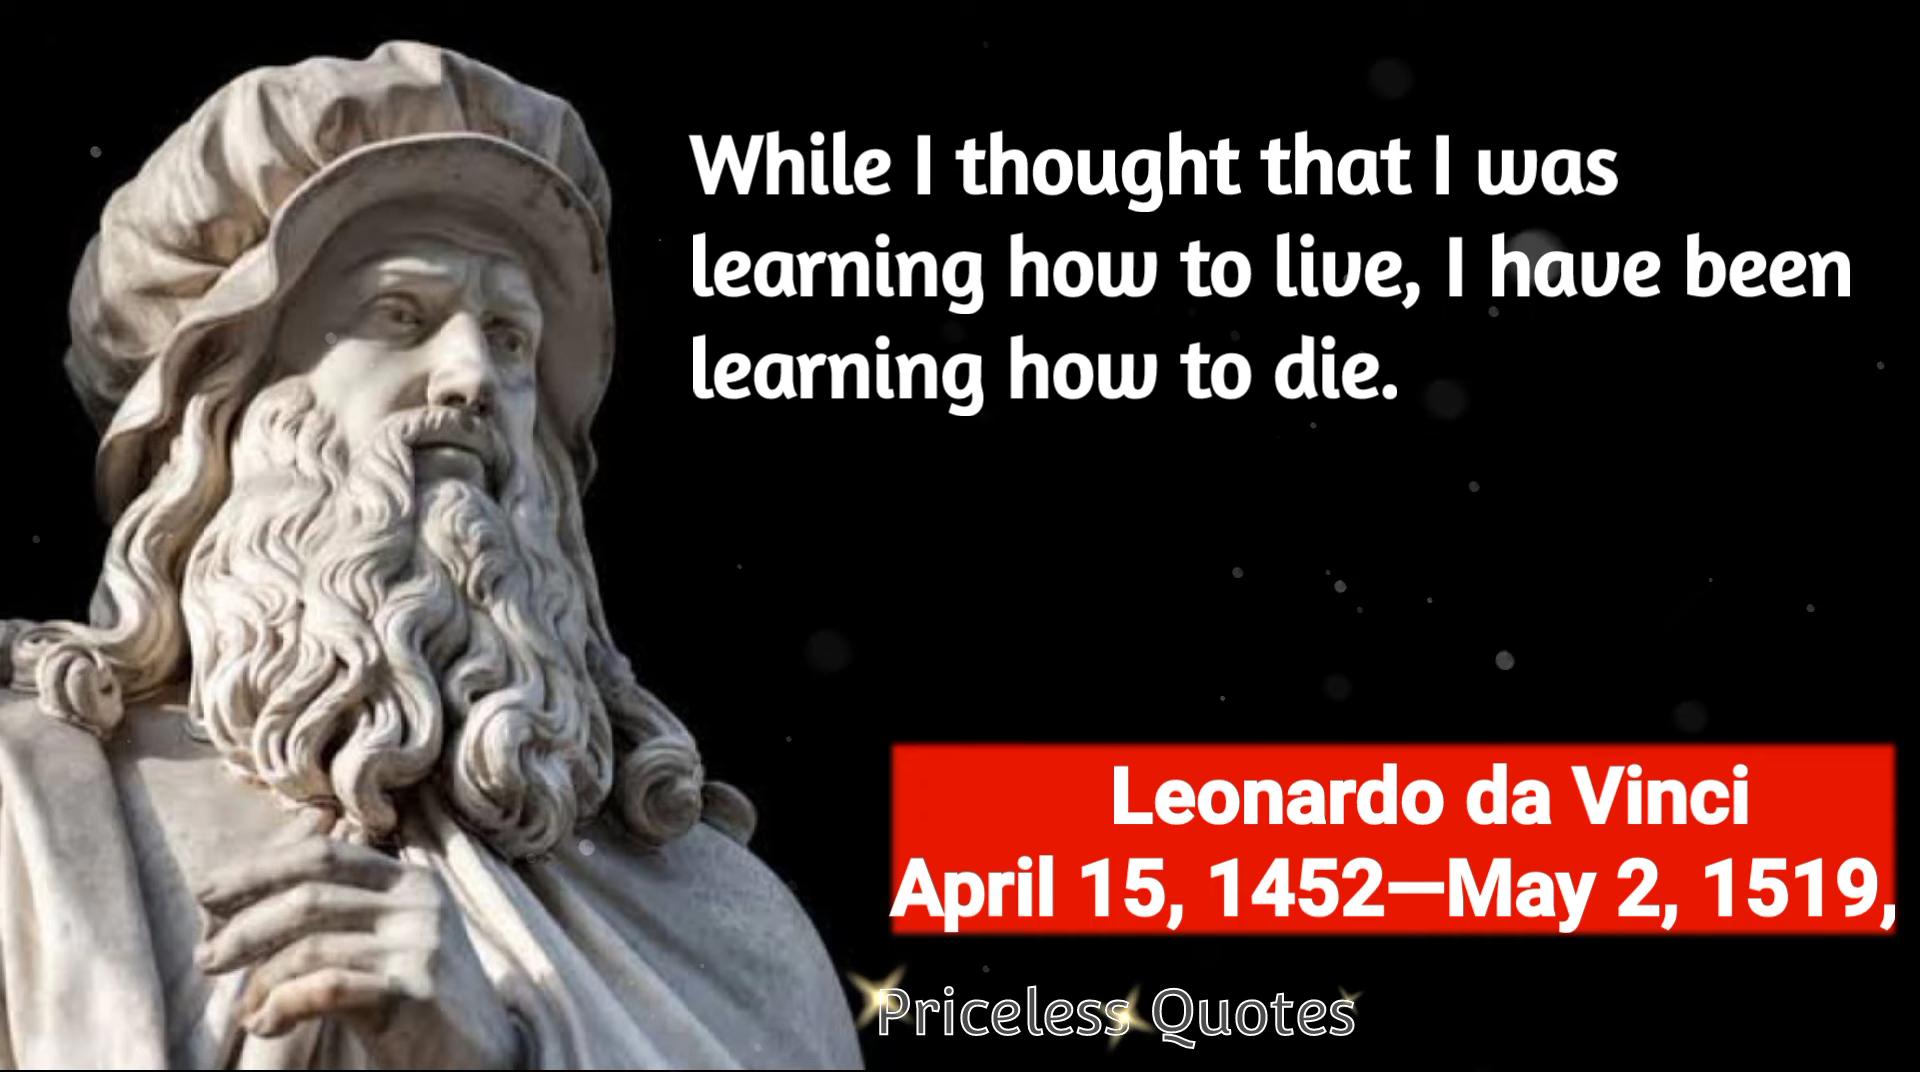 While I thought that I was
learning how to live, I have been
learning how to die.
Leonardo da Vinci
April 15, 1452—May 2, 1519,
Priceless Quotes